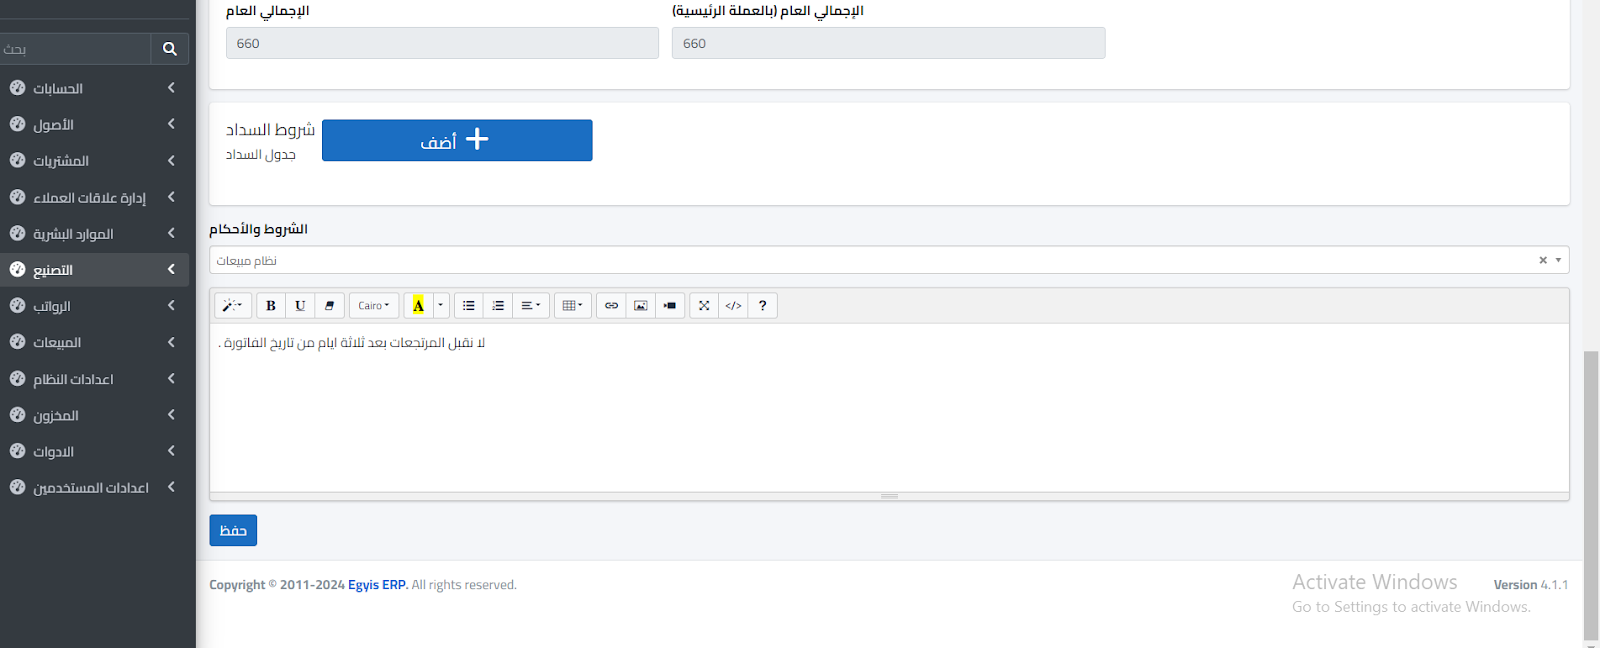 بحث
الحسابات
الأصول
المشتريات
إدارة علاقات العملاء
الموارد البشرية
التصنيع
الرواتب
المبيعات
اعدادات النظام
المخزون
الادوات
اعدادات المستخدمين
الإجمالي العام
660
الإجمالي العام (بالعملة الرئيسية)
660
شروط السداد
جدول السداد
أضف
الشروط والأحكام
نظام مبيعات
B U Cairo A </> ?
لا نقبل المرتجعات بعد ثلاثة ايام من تاريخ الفاتورة .
حفظ
Copyright © 2011-2024 Egyis ERP. All rights reserved.
Activate Windows
Go to Settings to activate Windows.
Version 4.1.1